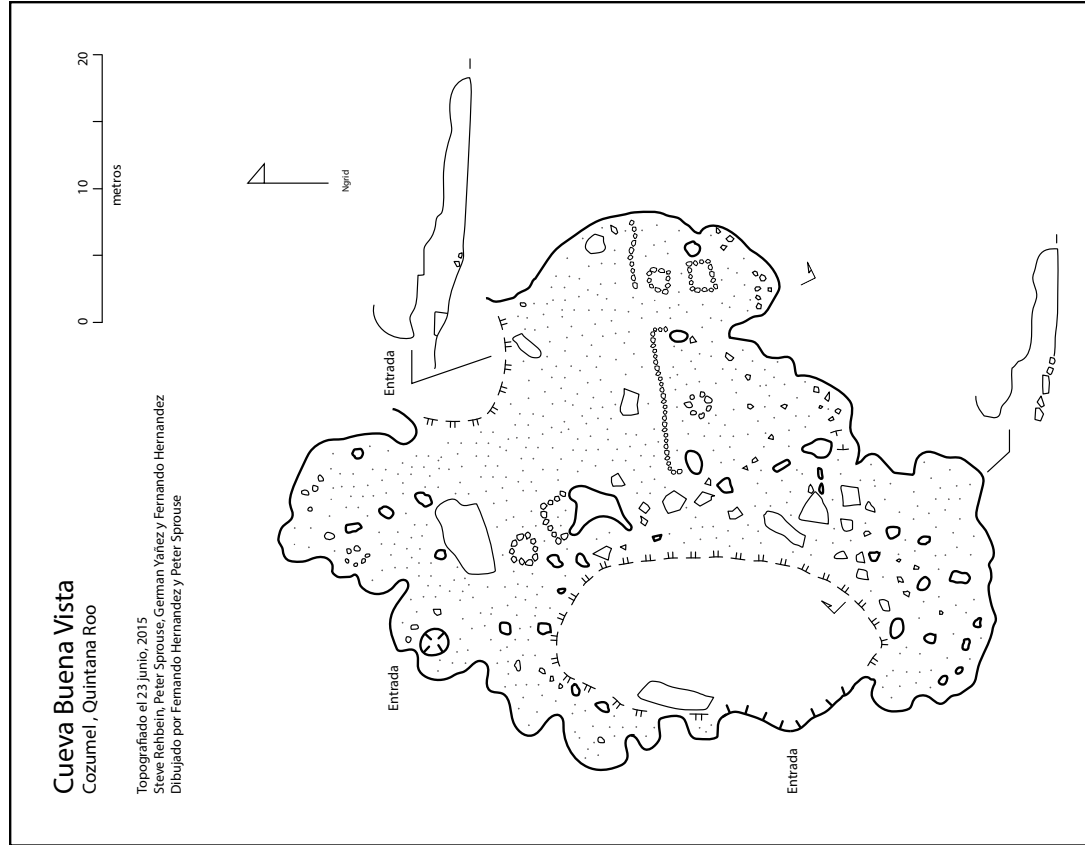 Cueva Buena Vista
Cozumel, Quintana Roo
Topografiado el 23 junio, 2015
Steve Rehbein, Peter Sprouse, German Yañez y Fernando Hernandez
Dibujado por Fernando Hernandez y Peter Sprouse
0 10 20
metros
Ngrid
Entrada
Entrada
Entrada